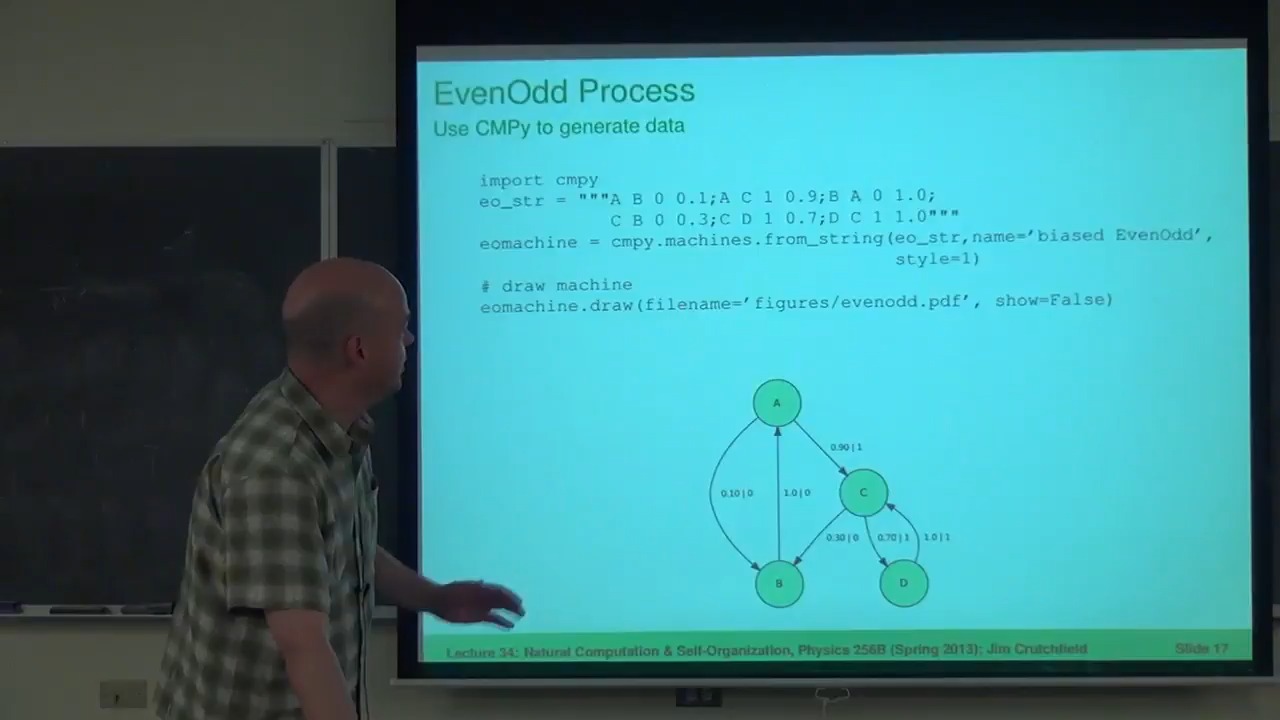 EvenOdd Process
Use CMPy to generate data
import cmpy
eo_str = """A B 0 0.1;A C 1 0.9;B A 0 1.0;
C B 0 0.3;C D 1 0.7;D C 1 1.0"""
eomachine = cmpy.machines.from_string(eo_str,name='biased EvenOdd',
style=1)
# draw machine
eomachine.draw(filename='figures/evenodd.pdf', show=False)
A
0.90|1
0.10|0
1.0|0
C
0.30|0
0.70|1
1.0|1
B
D
Lecture 34: Natural Computation & Self-Organization, Physics 256B (Spring 2013); Jim Crutchfield
Slide 17